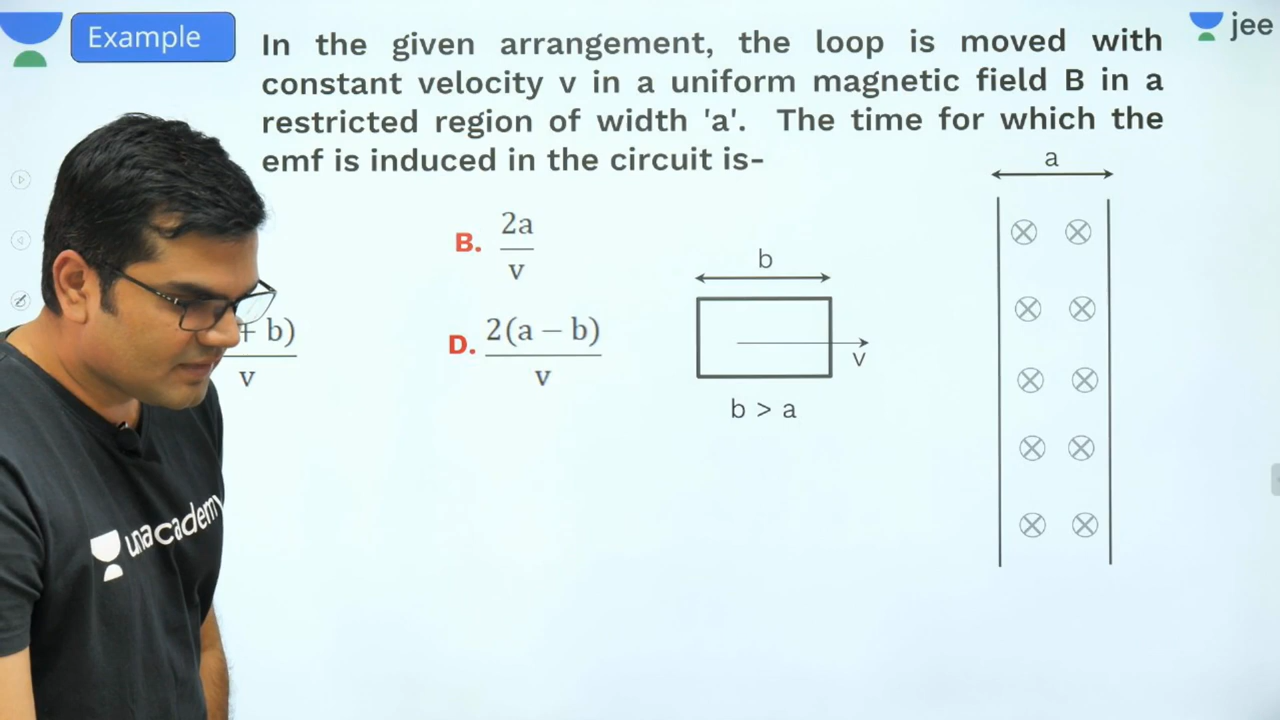 Example
jee
In the given arrangement, the loop is moved with
constant velocity v in a uniform magnetic field B in a
restricted region of width 'a'. The time for which the
emf is induced in the circuit is-
a
B. 2a
v
b
+ b)
v
D. 2(a − b)
v
v
b > a
unacademy